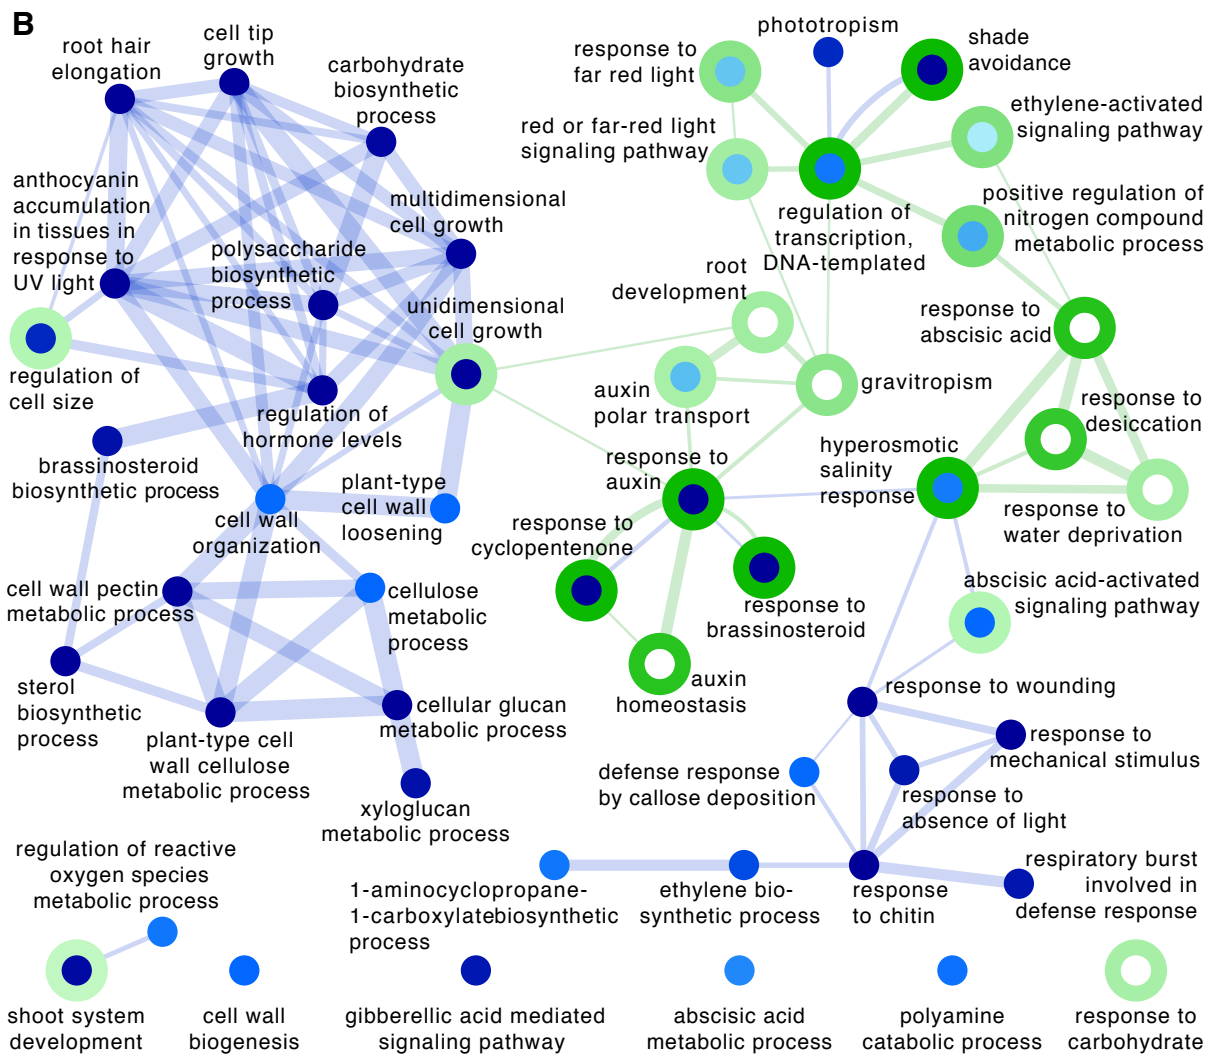 B
root hair
elongation
cell tip
growth
carbohydrate
biosynthetic
process
anthocyanin
accumulation
in tissues in
response to
UV light
multidimensional
cell growth
polysaccharide
biosynthetic
process
unidimensional
cell growth
regulation of
cell size
regulation of
hormone levels
brassinosteroid
biosynthetic process
cell wall
organization
plant-type
cell wall
loosening
cell wall pectin
metabolic process
cellulose
metabolic
process
sterol
biosynthetic
process
plant-type cell
wall cellulose
metabolic process
cellular glucan
metabolic process
xyloglucan
metabolic process
response to
far red light
phototropism
shade
avoidance
red or far-red light
signaling pathway
ethylene-activated
signaling pathway
regulation of
transcription,
DNA-templated
positive regulation of
nitrogen compound
metabolic process
root
development
response to
abscisic acid
auxin
polar transport
gravitropism
response to
desiccation
hyperosmotic
salinity
response
response to
auxin
response to
water deprivation
response to
cyclopentenone
response to
brassinosteroid
abscisic acid-activated
signaling pathway
auxin
homeostasis
response to wounding
response to
mechanical stimulus
defense response
by callose deposition
response to
absence of light
regulation of reactive
oxygen species
metabolic process
1-aminocyclopropane-
1-carboxylatebiosynthetic
process
ethylene bio-
synthetic process
response
to chitin
respiratory burst
involved in
defense response
shoot system
development
cell wall
biogenesis
gibberellic acid mediated
signaling pathway
abscisic acid
metabolic process
polyamine
catabolic process
response to
carbohydrate